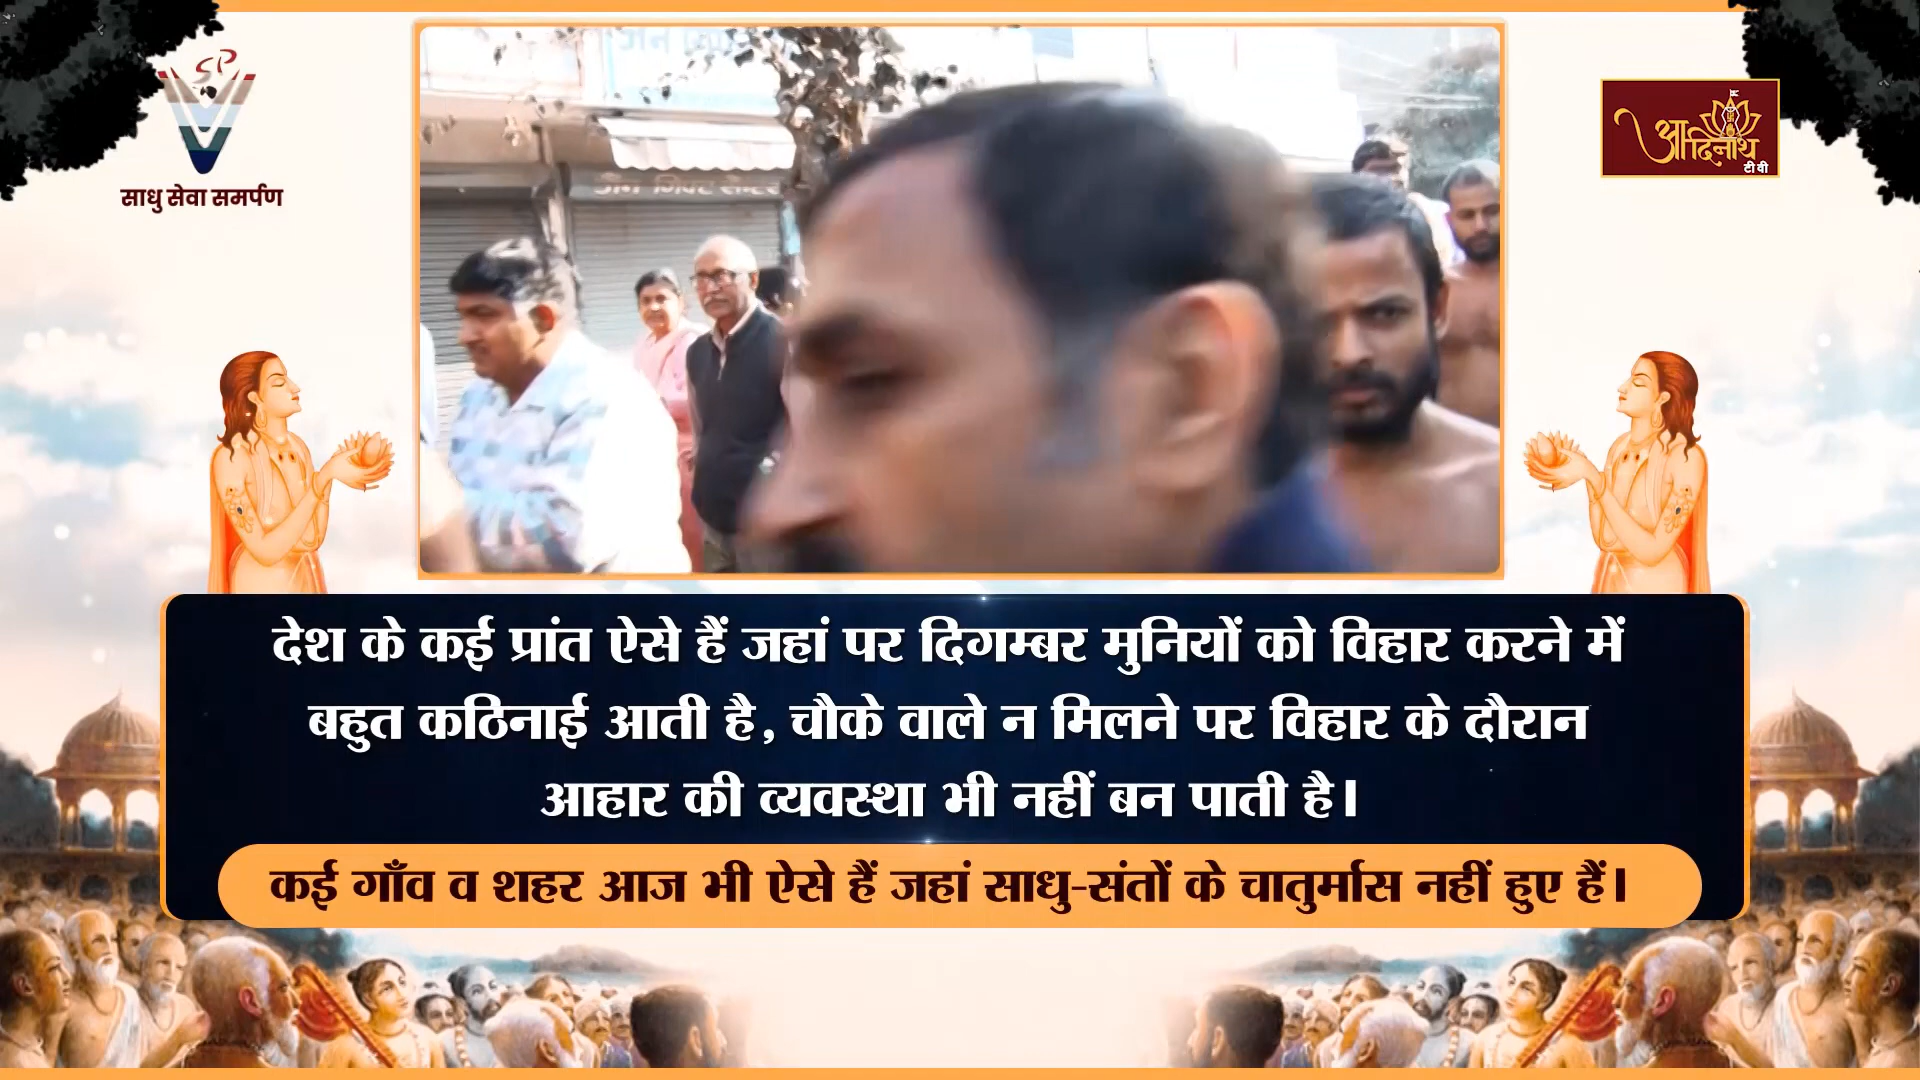 SP
साधु सेवा समर्पण
आदिनाथ
टीवी
देश के कई प्रांत ऐसे हैं जहां पर दिगम्बर मुनियों को विहार करने में
बहुत कठिनाई आती है, चौके वाले न मिलने पर विहार के दौरान
आहार की व्यवस्था भी नहीं बन पाती है।
कई गाँव व शहर आज भी ऐसे हैं जहां साधु-संतों के चातुर्मास नहीं हुए हैं।